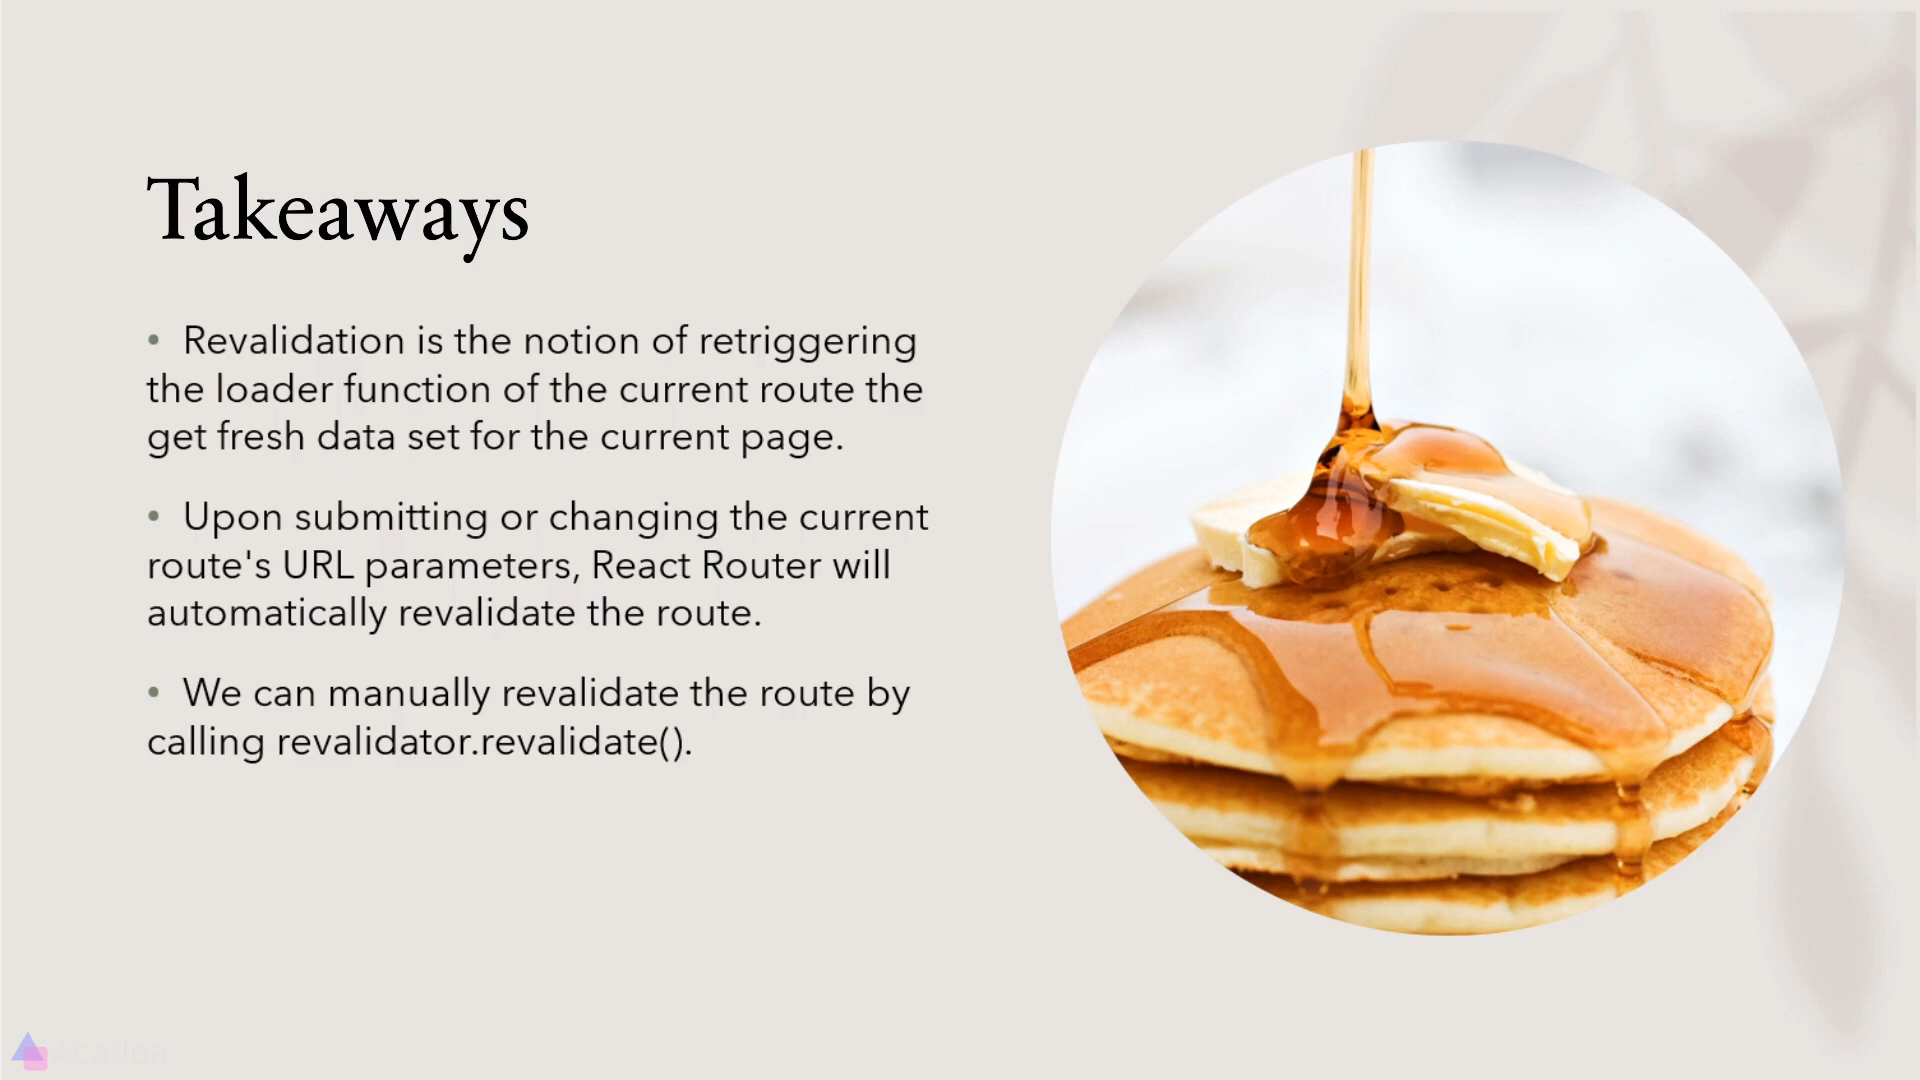 Takeaways
• Revalidation is the notion of retriggering
the loader function of the current route the
get fresh data set for the current page.
• Upon submitting or changing the current
route's URL parameters, React Router will
automatically revalidate the route.
• We can manually revalidate the route by
calling revalidator.revalidate().
Acadea